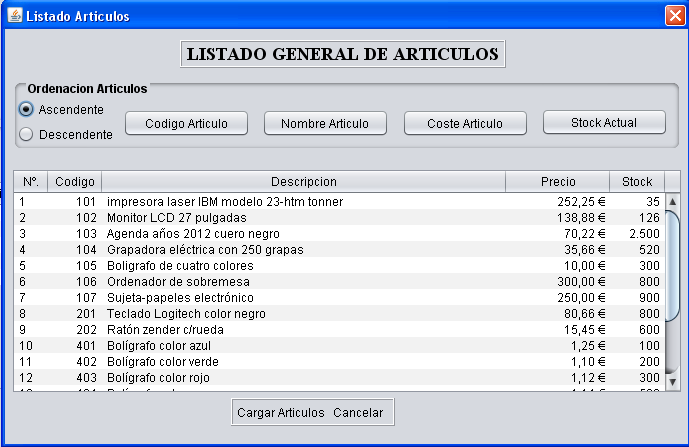 Listado Articulos
LISTADO GENERAL DE ARTICULOS
Ordenacion Articulos
Ascendente
Descendente
Codigo Articulo Nombre Articulo Coste Articulo Stock Actual
Nº. Codigo Descripcion Precio Stock
1 101 impresora laser IBM modelo 23-htm tonner 252,25 € 35
2 102 Monitor LCD 27 pulgadas 138,88 € 126
3 103 Agenda años 2012 cuero negro 70,22 € 2.500
4 104 Grapadora eléctrica con 250 grapas 35,66 € 520
5 105 Boligrafo de cuatro colores 10,00 € 300
6 106 Ordenador de sobremesa 300,00 € 800
7 107 Sujeta-papeles electrónico 250,00 € 900
8 201 Teclado Logitech color negro 80,66 € 800
9 202 Ratón zender c/rueda 15,45 € 600
10 401 Bolígrafo color azul 1,25 € 100
11 402 Bolígrafo color verde 1,10 € 200
12 403 Bolígrafo color rojo 1,12 € 300
Cargar Articulos Cancelar